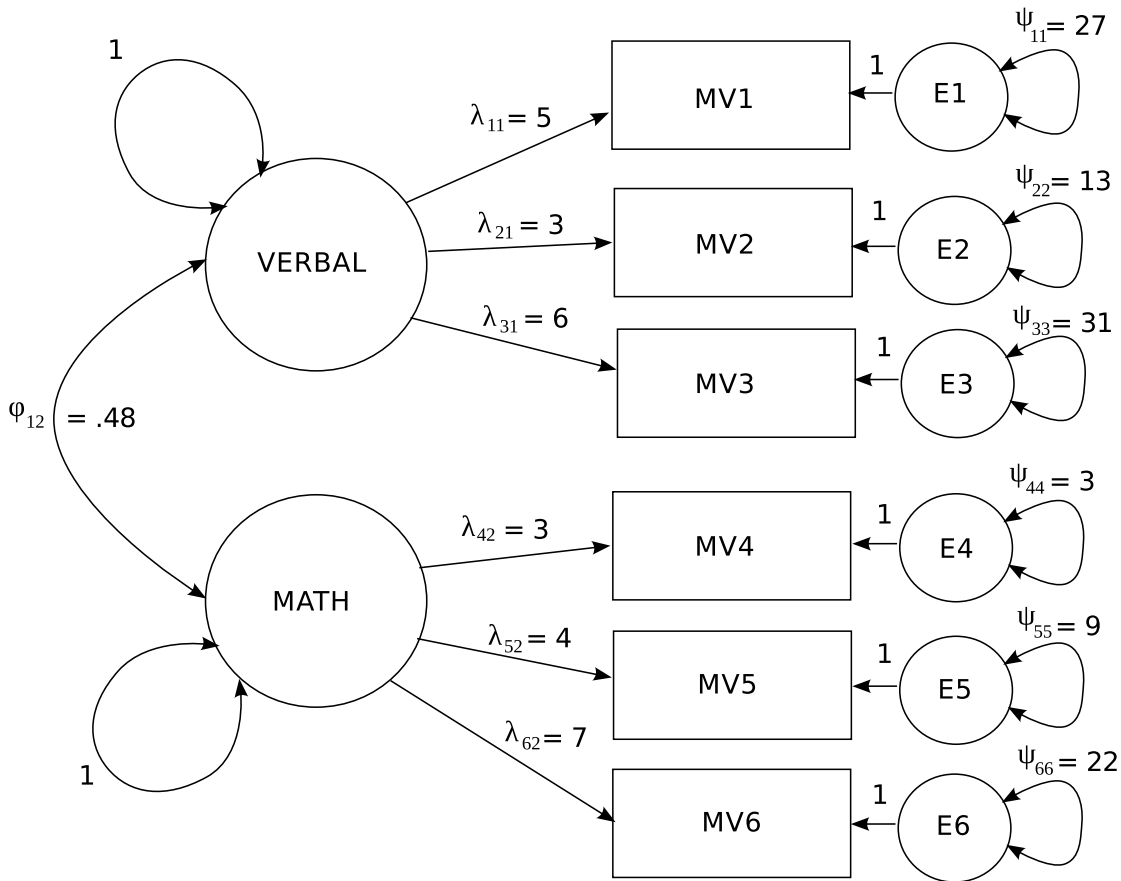 ψ11= 27
1
1
MV1
E1
λ11= 5
ψ22= 13
1
λ21= 3
MV2
E2
VERBAL
λ31= 6
ψ33= 31
1
MV3
E3
φ12 = .48
ψ44= 3
1
λ42= 3
MV4
E4
MATH
ψ55= 9
λ52= 4
1
MV5
E5
λ62= 7
ψ66= 22
1
1
MV6
E6